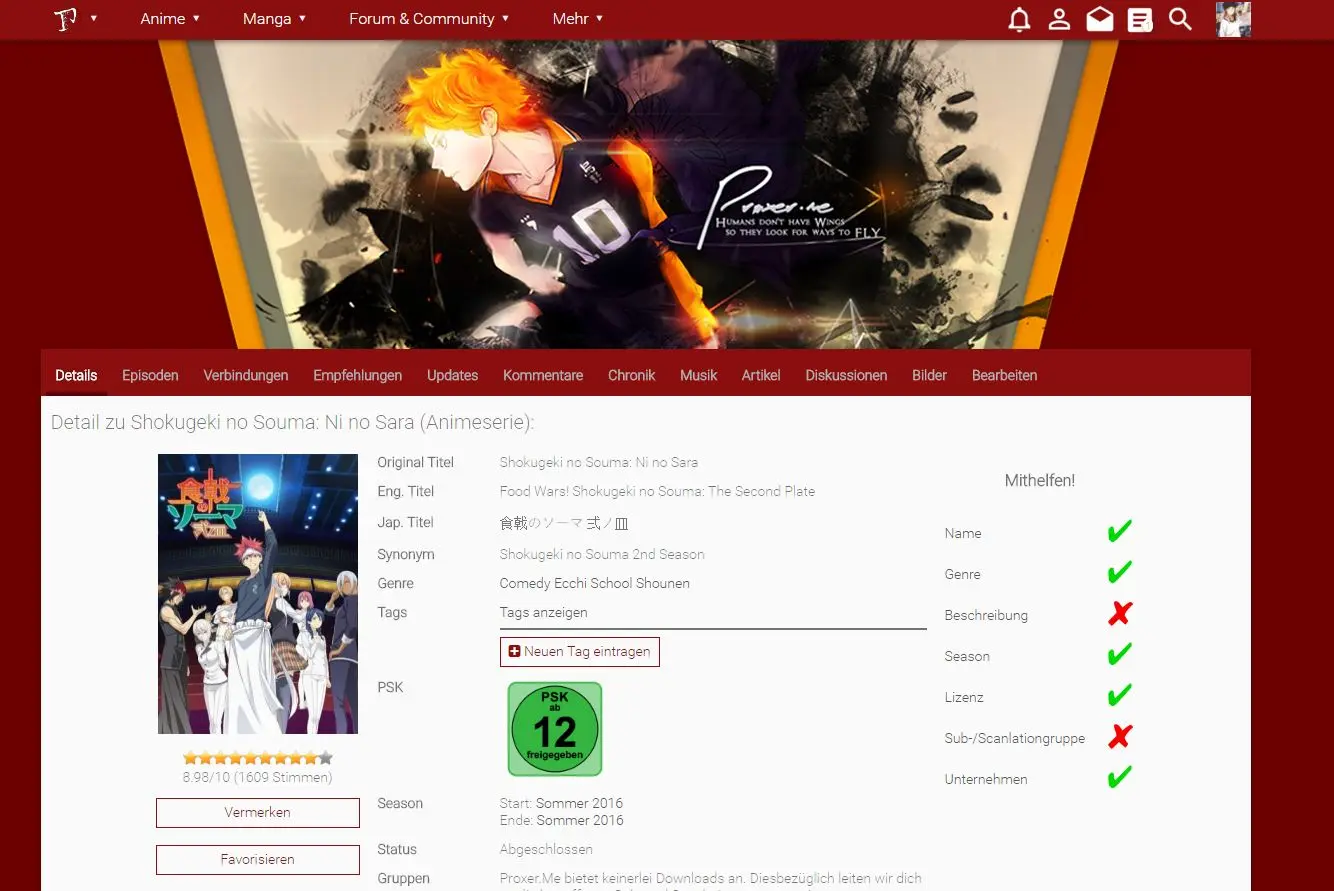 Anime ▼ Manga ▼ Forum & Community ▼ Mehr ▼
10
Proxer.me
HUMANS DON'T HAVE WINGS
SO THEY LOOK FOR WAYS TO FLY
Details Episoden Verbindungen Empfehlungen Updates Kommentare Chronik Musik Artikel Diskussionen Bilder Bearbeiten
Detail zu Shokugeki no Souma: Ni no Sara (Animeserie):
食戟
の
ソーマ
弐ノ皿
8.98/10 (1609 Stimmen)
Vermerken
Favorisieren
Original Titel Shokugeki no Souma: Ni no Sara
Eng. Titel Food Wars! Shokugeki no Souma: The Second Plate
Jap. Titel 食戟のソーマ 弍ノ皿
Synonym Shokugeki no Souma 2nd Season
Genre Comedy Ecchi School Shounen
Tags Tags anzeigen
Neuen Tag eintragen
PSK
PSK
ab
12
freigegeben
Season Start: Sommer 2016
Ende: Sommer 2016
Status Abgeschlossen
Gruppen Proxer.Me bietet keinerlei Downloads an. Diesbezüglich leiten wir dich
Mithelfen!
Name
Genre
Beschreibung
Season
Lizenz
Sub-/Scanlationgruppe
Unternehmen